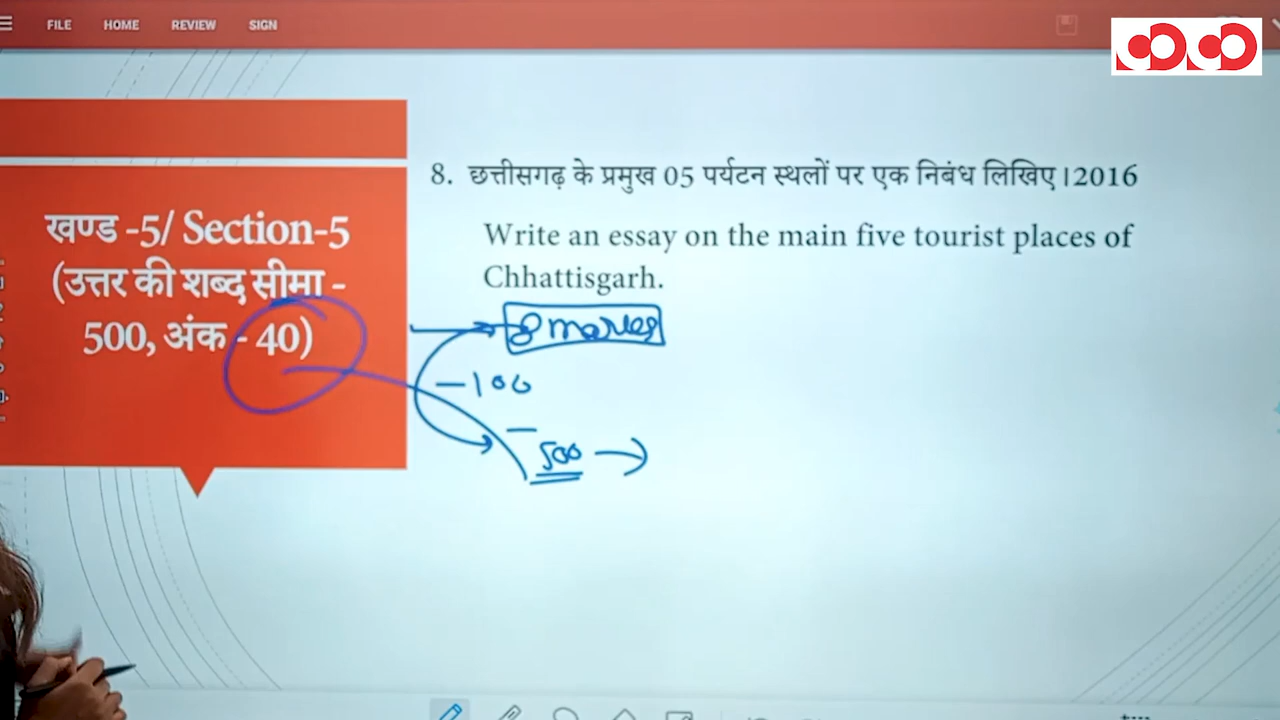 FILE HOME REVIEW SIGN
खण्ड -5/ Section-5
(उत्तर की शब्द सीमा -
500, अंक - 40)
8. छत्तीसगढ़ के प्रमुख 05 पर्यटन स्थलों पर एक निबंध लिखिए।2016
Write an essay on the main five tourist places of
Chhattisgarh.
8 marks
-100
- 500